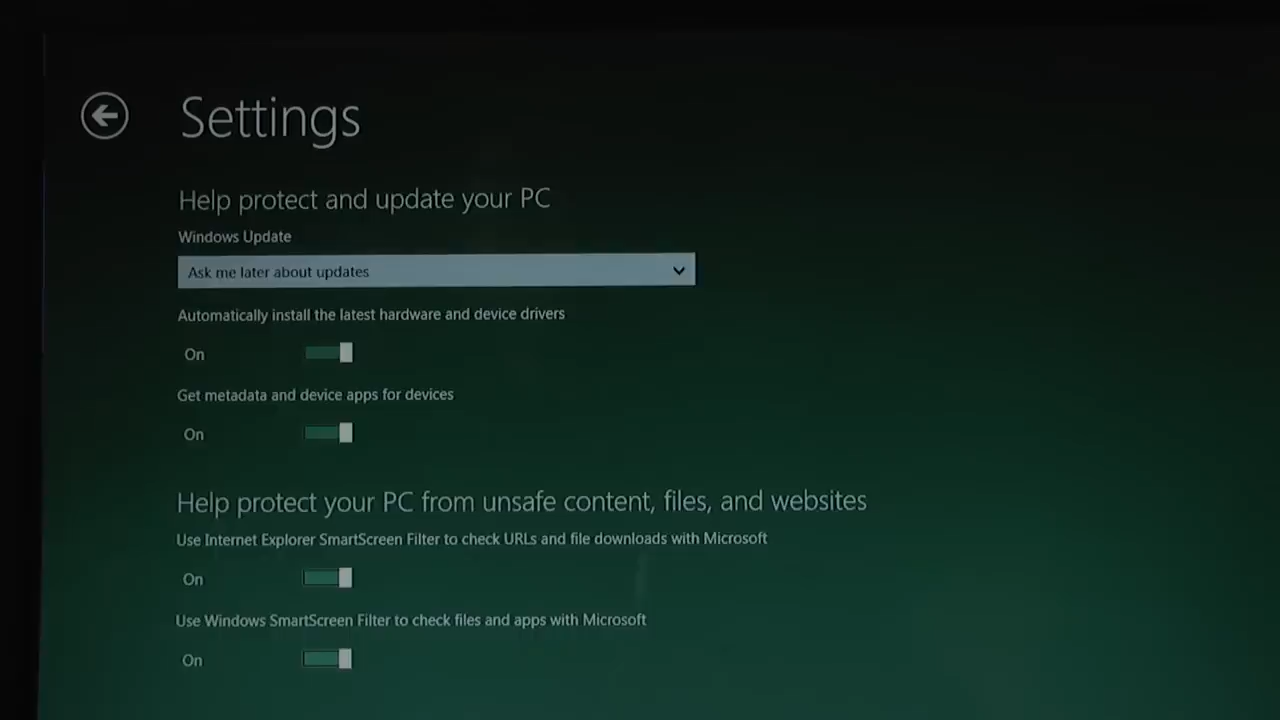 Settings
Help protect and update your PC
Windows Update
Ask me later about updates
Automatically install the latest hardware and device drivers
On
Get metadata and device apps for devices
On
Help protect your PC from unsafe content, files, and websites
Use Internet Explorer SmartScreen Filter to check URLs and file downloads with Microsoft
On
Use Windows SmartScreen Filter to check files and apps with Microsoft
On